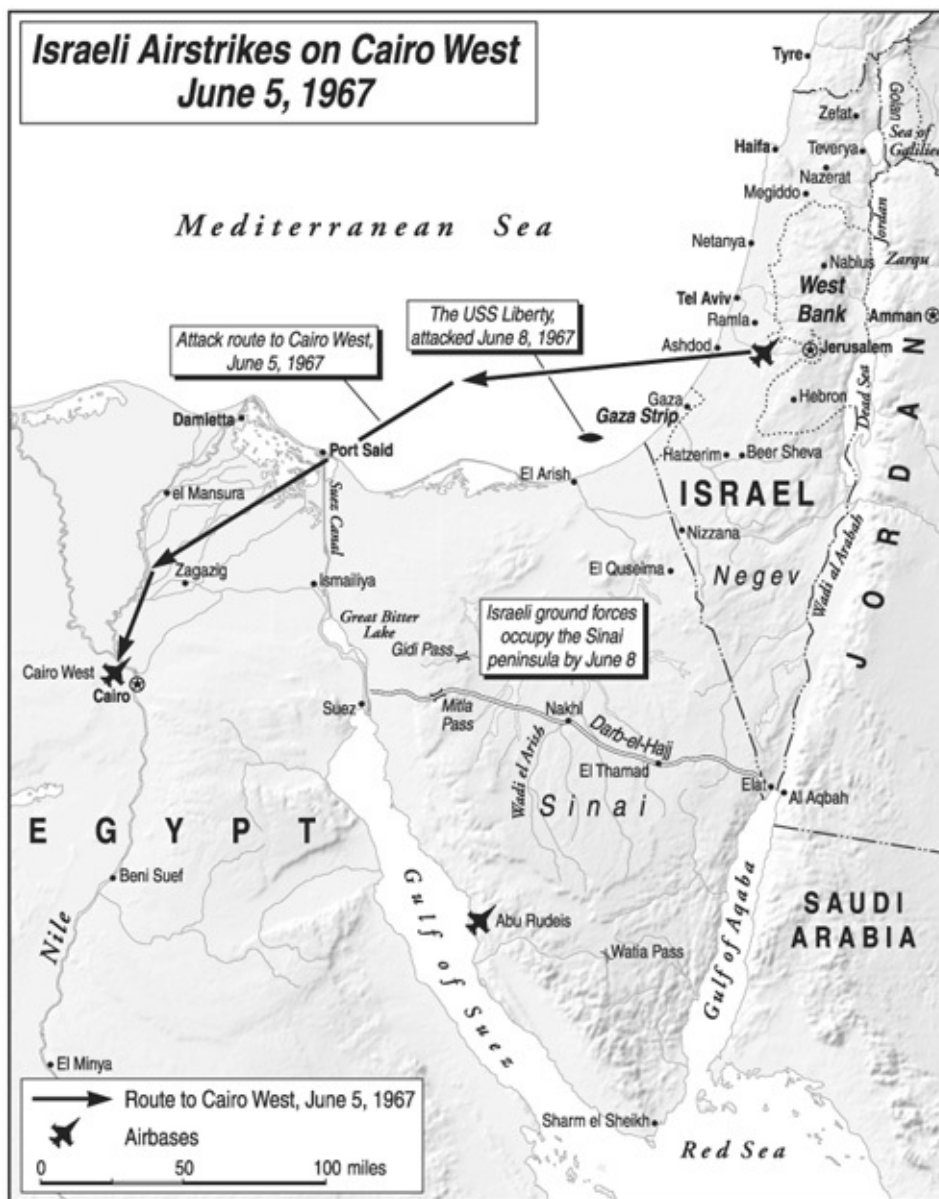 Israeli Airstrikes on Cairo West
June 5, 1967
Tyre
Golan
Zefat
Sea of
Galilee
Haifa
Teverya
Nazerat
Megiddo
Mediterranean Sea
Jordan
Netanya
Zarqu
Nablus
West
Bank
Tel Aviv
The USS Liberty,
attacked June 8, 1967
Attack route to Cairo West,
June 5, 1967
Ramla
Amman
Ashdod
Jerusalem
Dead Sea
Gaza
Hebron
Gaza Strip
Damietta
Port Said
Hatzerim
Beer Sheva
El Arish
ISRAEL
JORDAN
el Mansura
Suez Canal
Nizzana
Wadi al Arabah
Zagazig
Ismailiya
El Quseima
Negev
Great Bitter
Lake
Gidi Pass
Israeli ground forces
occupy the Sinai
peninsula by June 8
Cairo West
Cairo
Suez
Mitla
Pass
Nakhl
Darb-el-Hajj
Wadi el Arish
El Thamad
Elat
Al Aqbah
Sinai
EGYPT
Beni Suef
Gulf of Suez
Abu Rudeis
Watia Pass
Gulf of Aqaba
SAUDI
ARABIA
Nile
El Minya
Route to Cairo West, June 5, 1967
Airbases
0 50 100 miles
Sharm el Sheikh
Red Sea